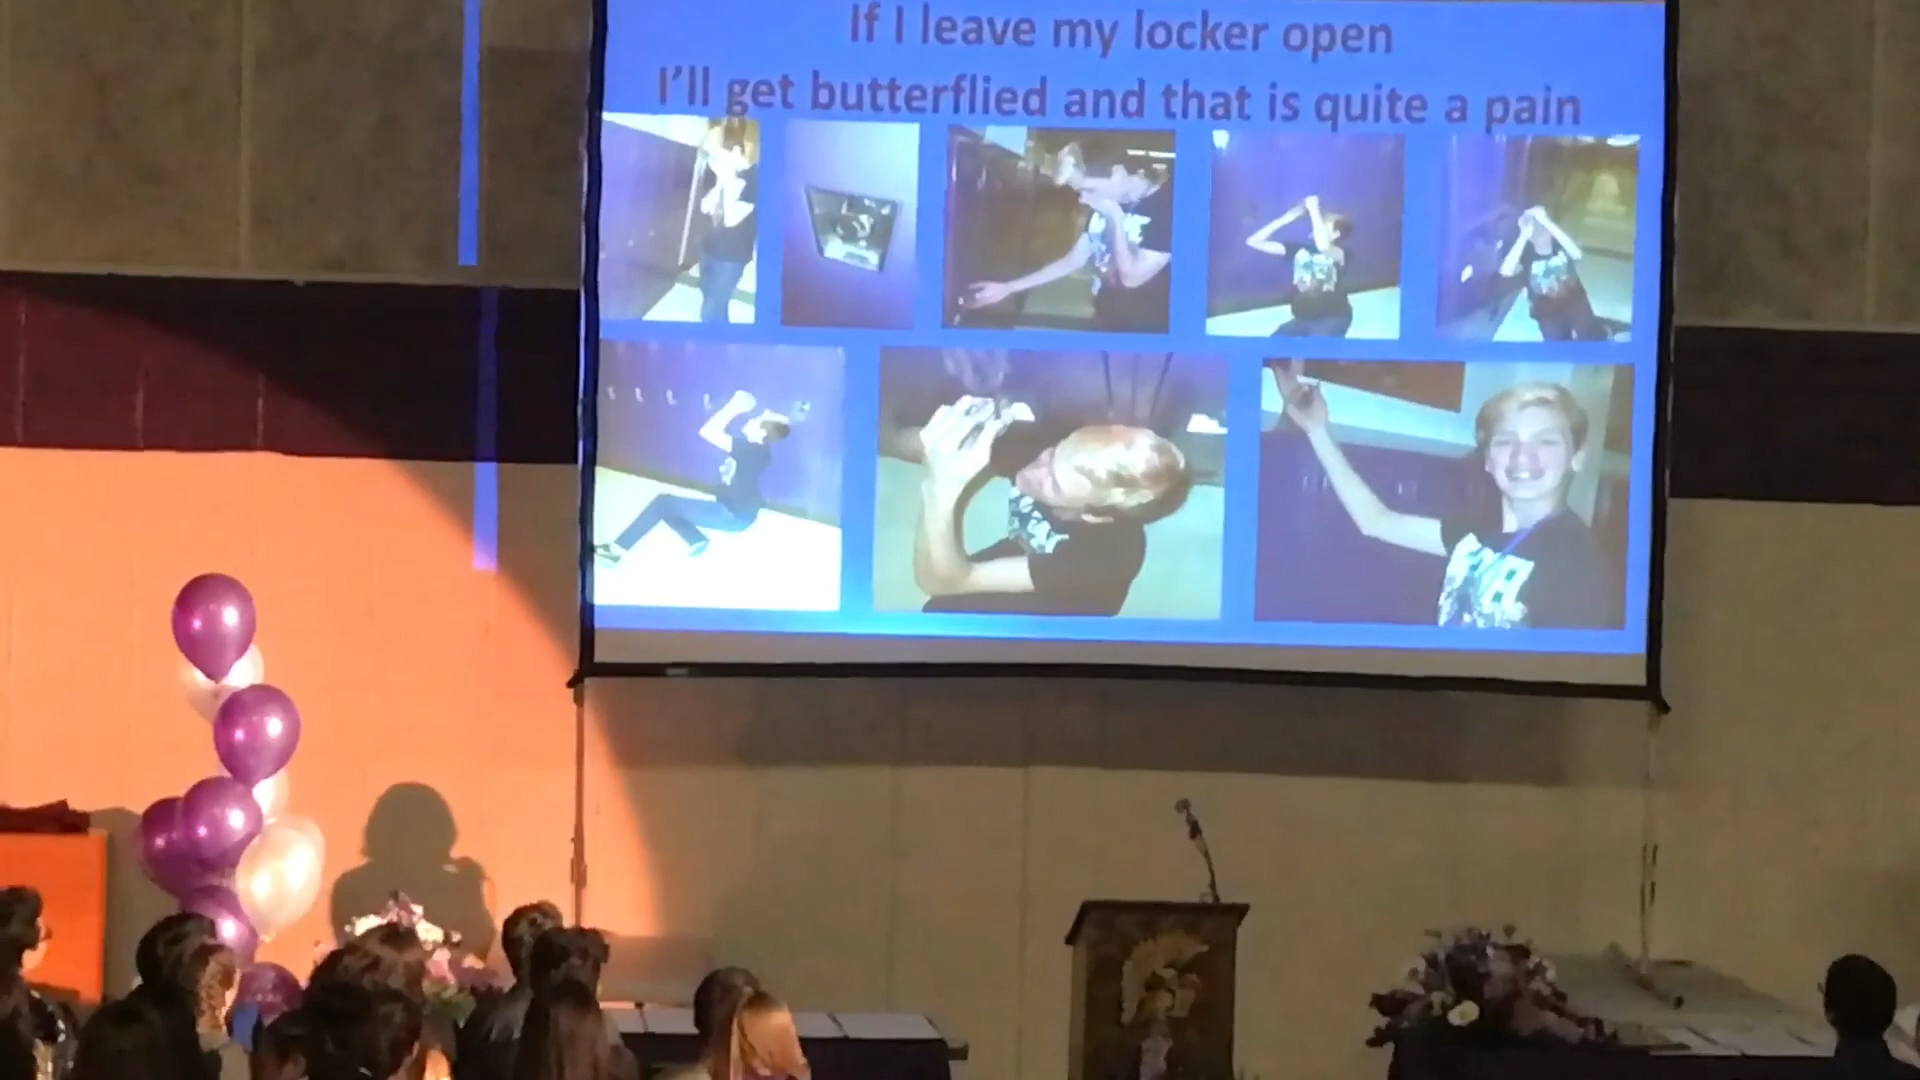 If I leave my locker open
I'll get butterflied and that is quite a pain